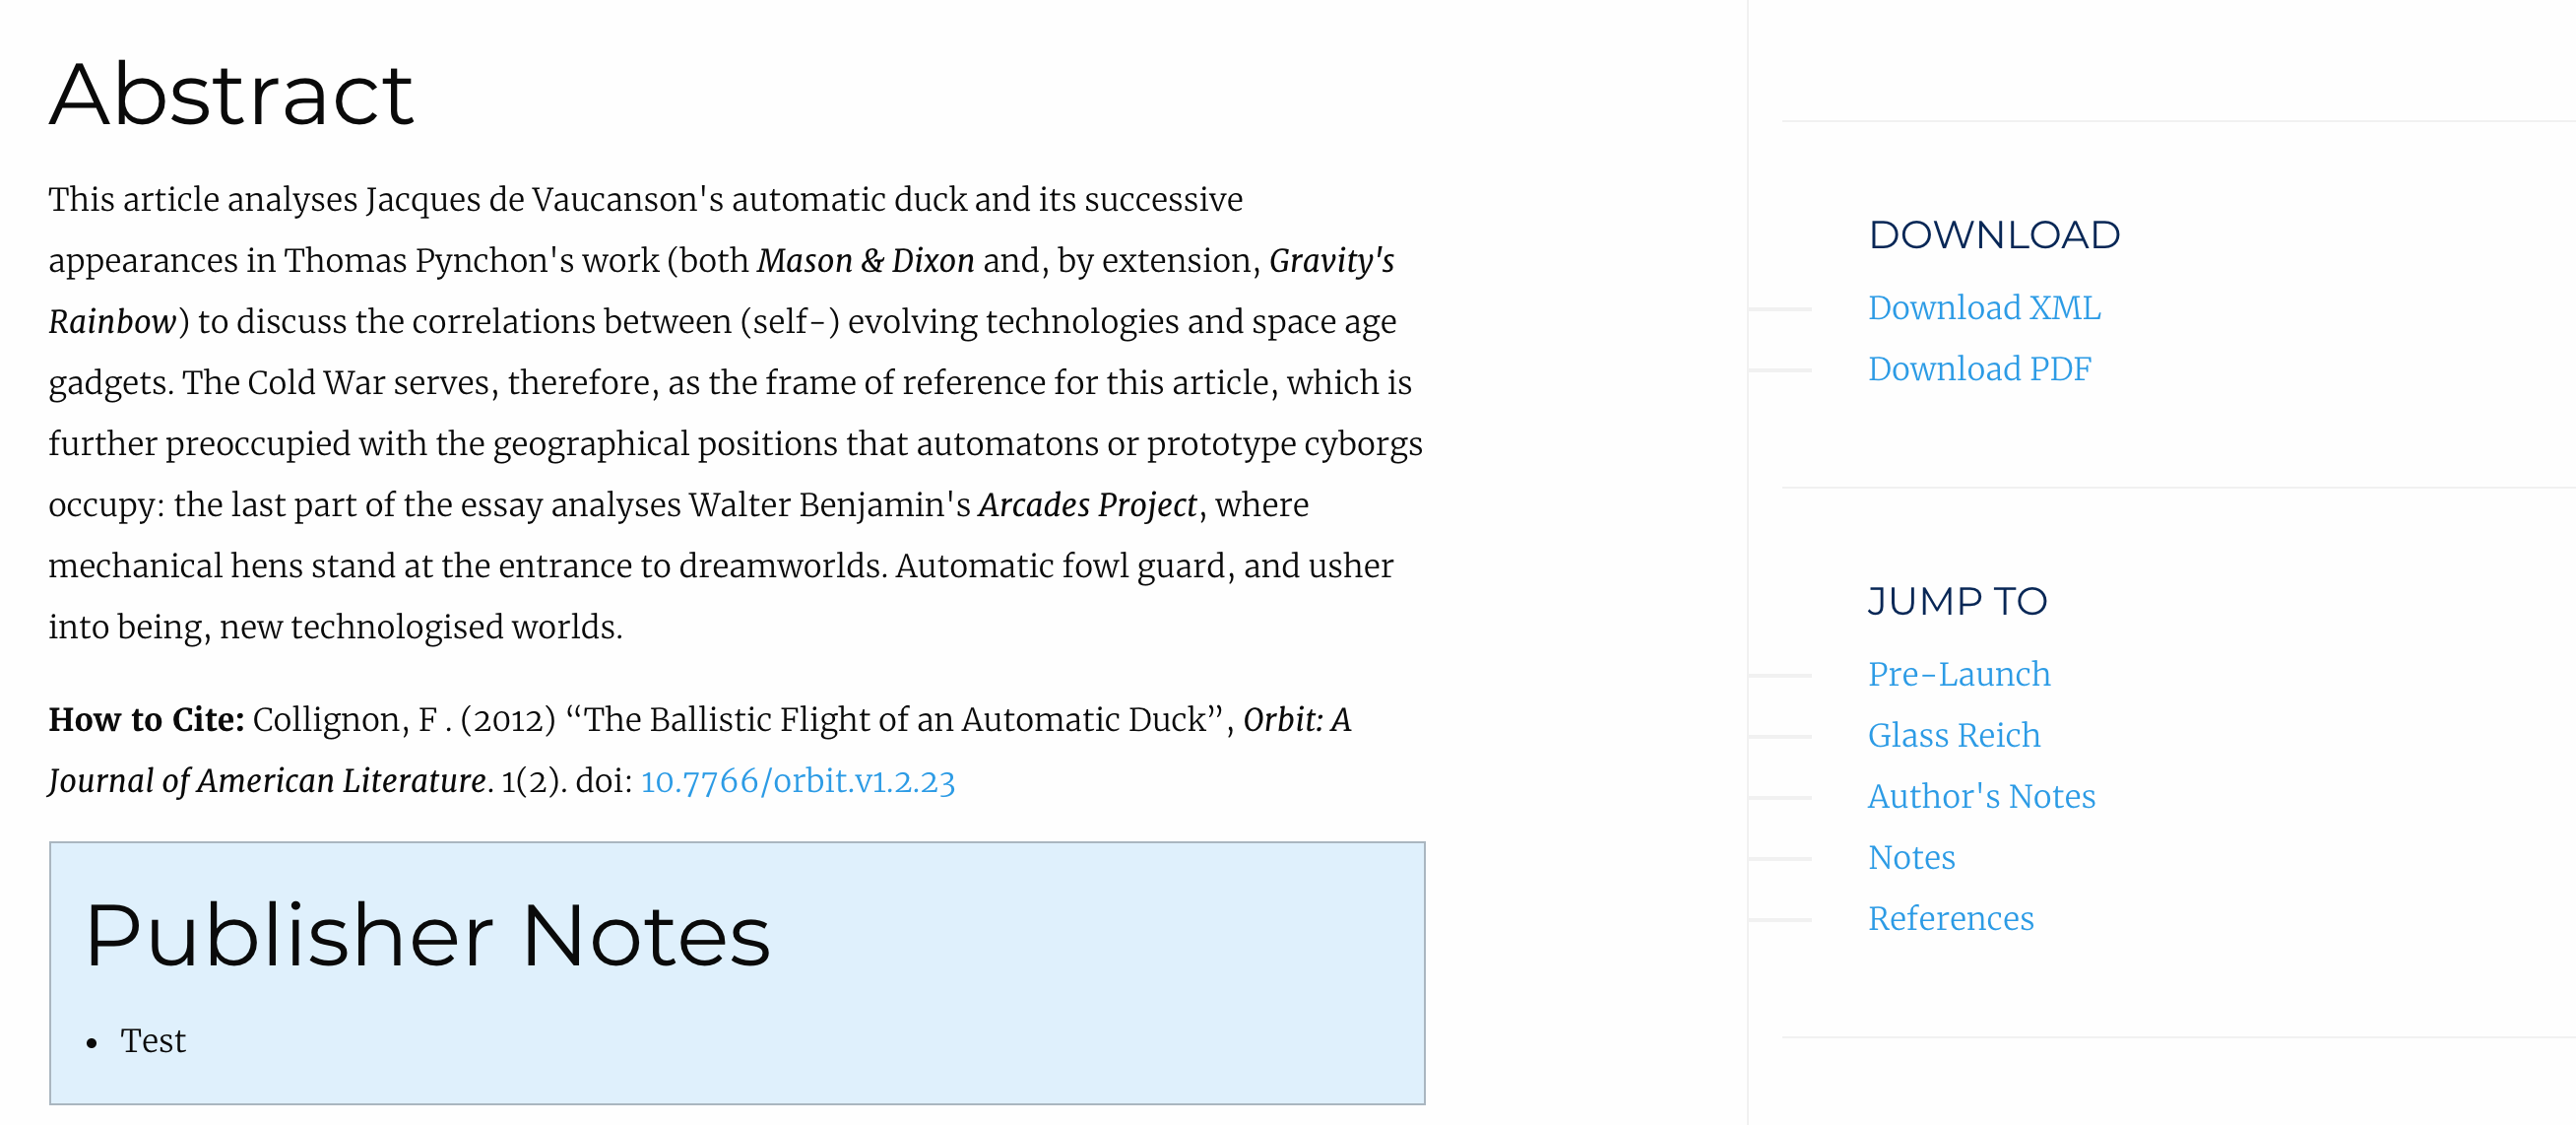 Abstract
This article analyses Jacques de Vaucanson's automatic duck and its successive
appearances in Thomas Pynchon's work (both Mason & Dixon and, by extension, Gravity's
Rainbow) to discuss the correlations between (self-) evolving technologies and space age
gadgets. The Cold War serves, therefore, as the frame of reference for this article, which is
further preoccupied with the geographical positions that automatons or prototype cyborgs
occupy: the last part of the essay analyses Walter Benjamin's Arcades Project, where
mechanical hens stand at the entrance to dreamworlds. Automatic fowl guard, and usher
into being, new technologised worlds.
How to Cite: Collignon, F . (2012) “The Ballistic Flight of an Automatic Duck”, Orbit: A
Journal of American Literature. 1(2). doi: 10.7766/orbit.v1.2.23
Publisher Notes
• Test
DOWNLOAD
Download XML
Download PDF
JUMP TO
Pre-Launch
Glass Reich
Author's Notes
Notes
References